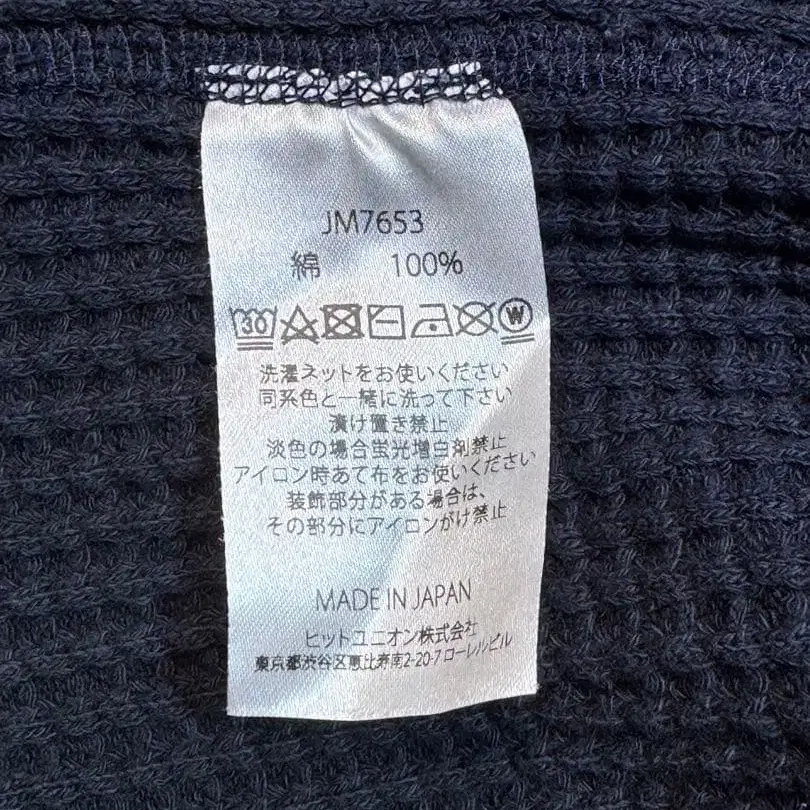 JM7653
綿 100%
30 W
洗濯ネットをお使いください
同系色と一緒に洗って下さい
漬け置き禁止
淡色の場合蛍光増白剤禁止
アイロン時あて布をお使いください
装飾部分がある場合は、
その部分にアイロンがけ禁止
MADE IN JAPAN
ヒットユニオン株式会社
東京都渋谷区恵比寿南2-20-7 ローレルビル